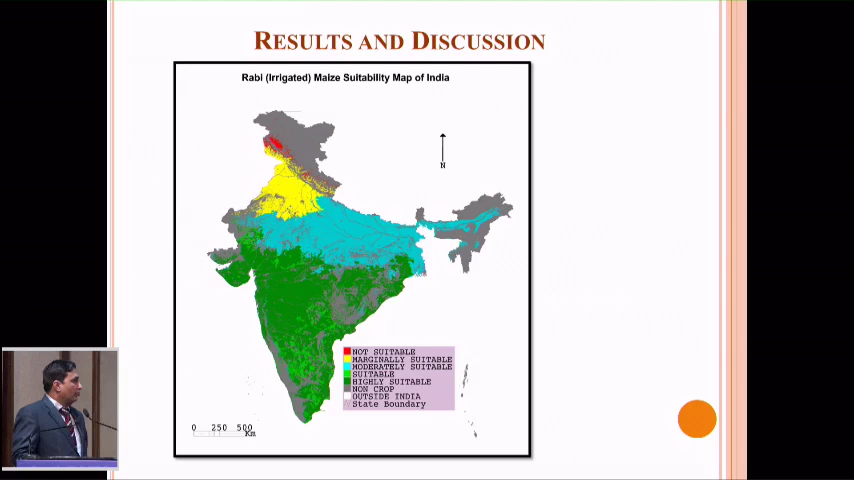 RESULTS AND DISCUSSION
Rabi (Irrigated) Maize Suitability Map of India
N
NOT SUITABLE
MARGINALLY SUITABLE
MODERATELY SUITABLE
SUITABLE
HIGHLY SUITABLE
NON CROP
OUTSIDE INDIA
State Boundary
0 250 500
Km